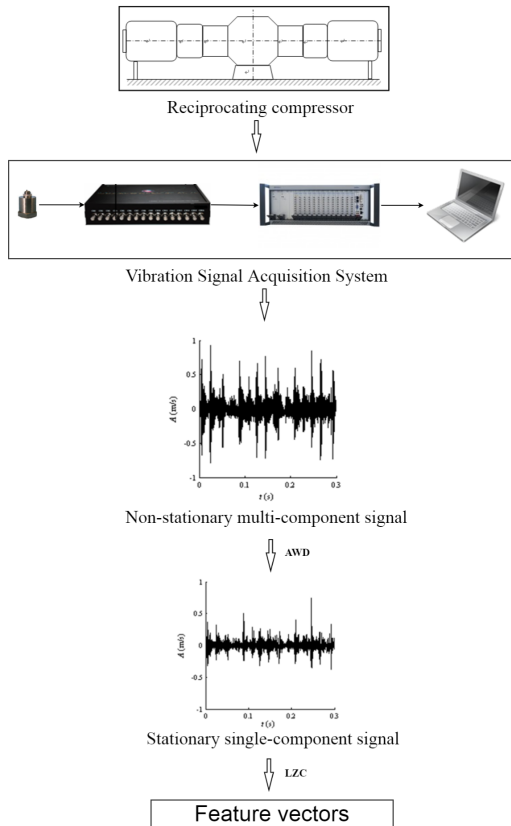 Reciprocating compressor
Vibration Signal Acquisition System
1
0.5
0
-0.5
-1
A (m/s)
0 0.1 0.2 0.3
t (s)
Non-stationary multi-component signal
AWD
1
0.5
0
-0.5
-1
A (m/s)
0 0.1 0.2 0.3
t (s)
Stationary single-component signal
LZC
Feature vectors